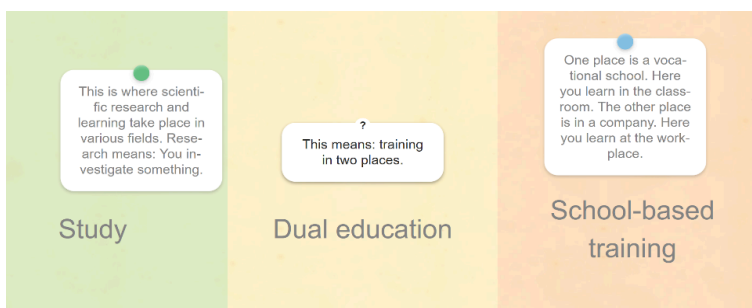 This is where scienti-
fic research and
learning take place in
various fields. Rese-
arch means: You in-
vestigate something.
Study
?
This means: training
in two places.
Dual education
One place is a voca-
tional school. Here
you learn in the class-
room. The other place
is in a company. Here
you learn at the work-
place.
School-based
training